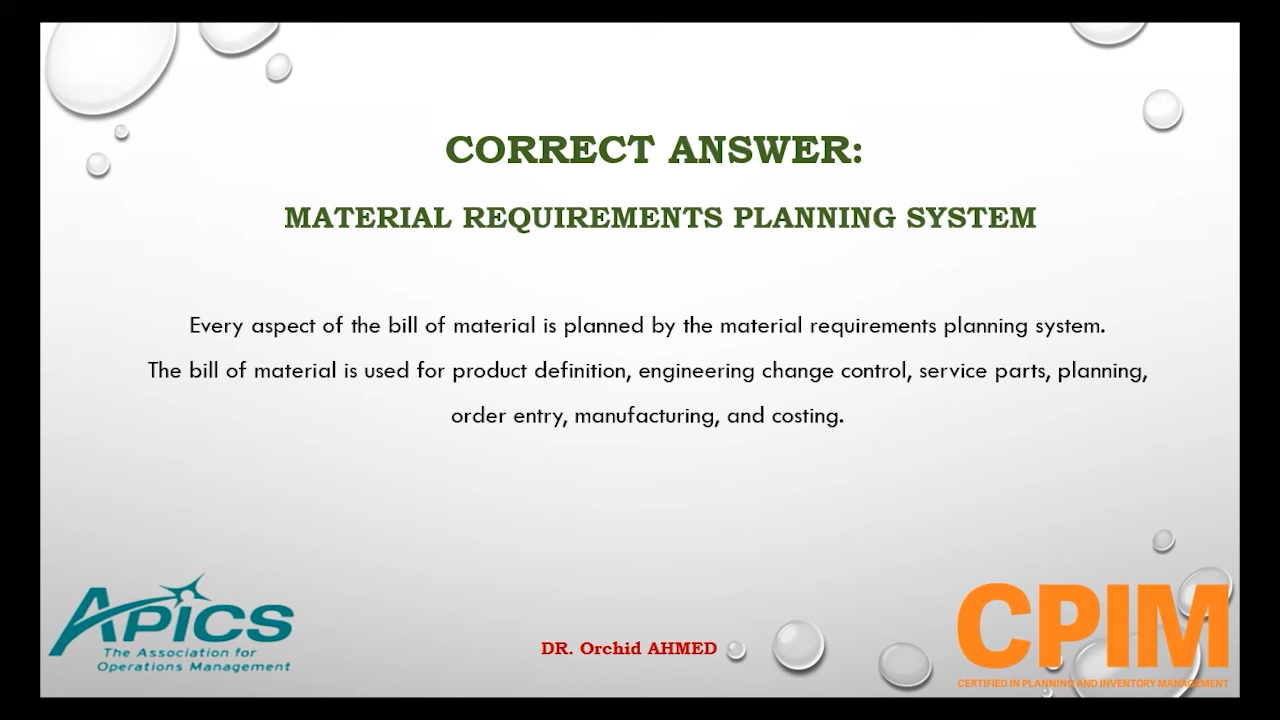 CORRECT ANSWER:
MATERIAL REQUIREMENTS PLANNING SYSTEM
Every aspect of the bill of material is planned by the material requirements planning system.
The bill of material is used for product definition, engineering change control, service parts, planning,
order entry, manufacturing, and costing.
APICS
The Association for
Operations Management
DR. Orchid AHMED
CPIM
CERTIFIED IN PLANNING AND INVENTORY MANAGEMENT